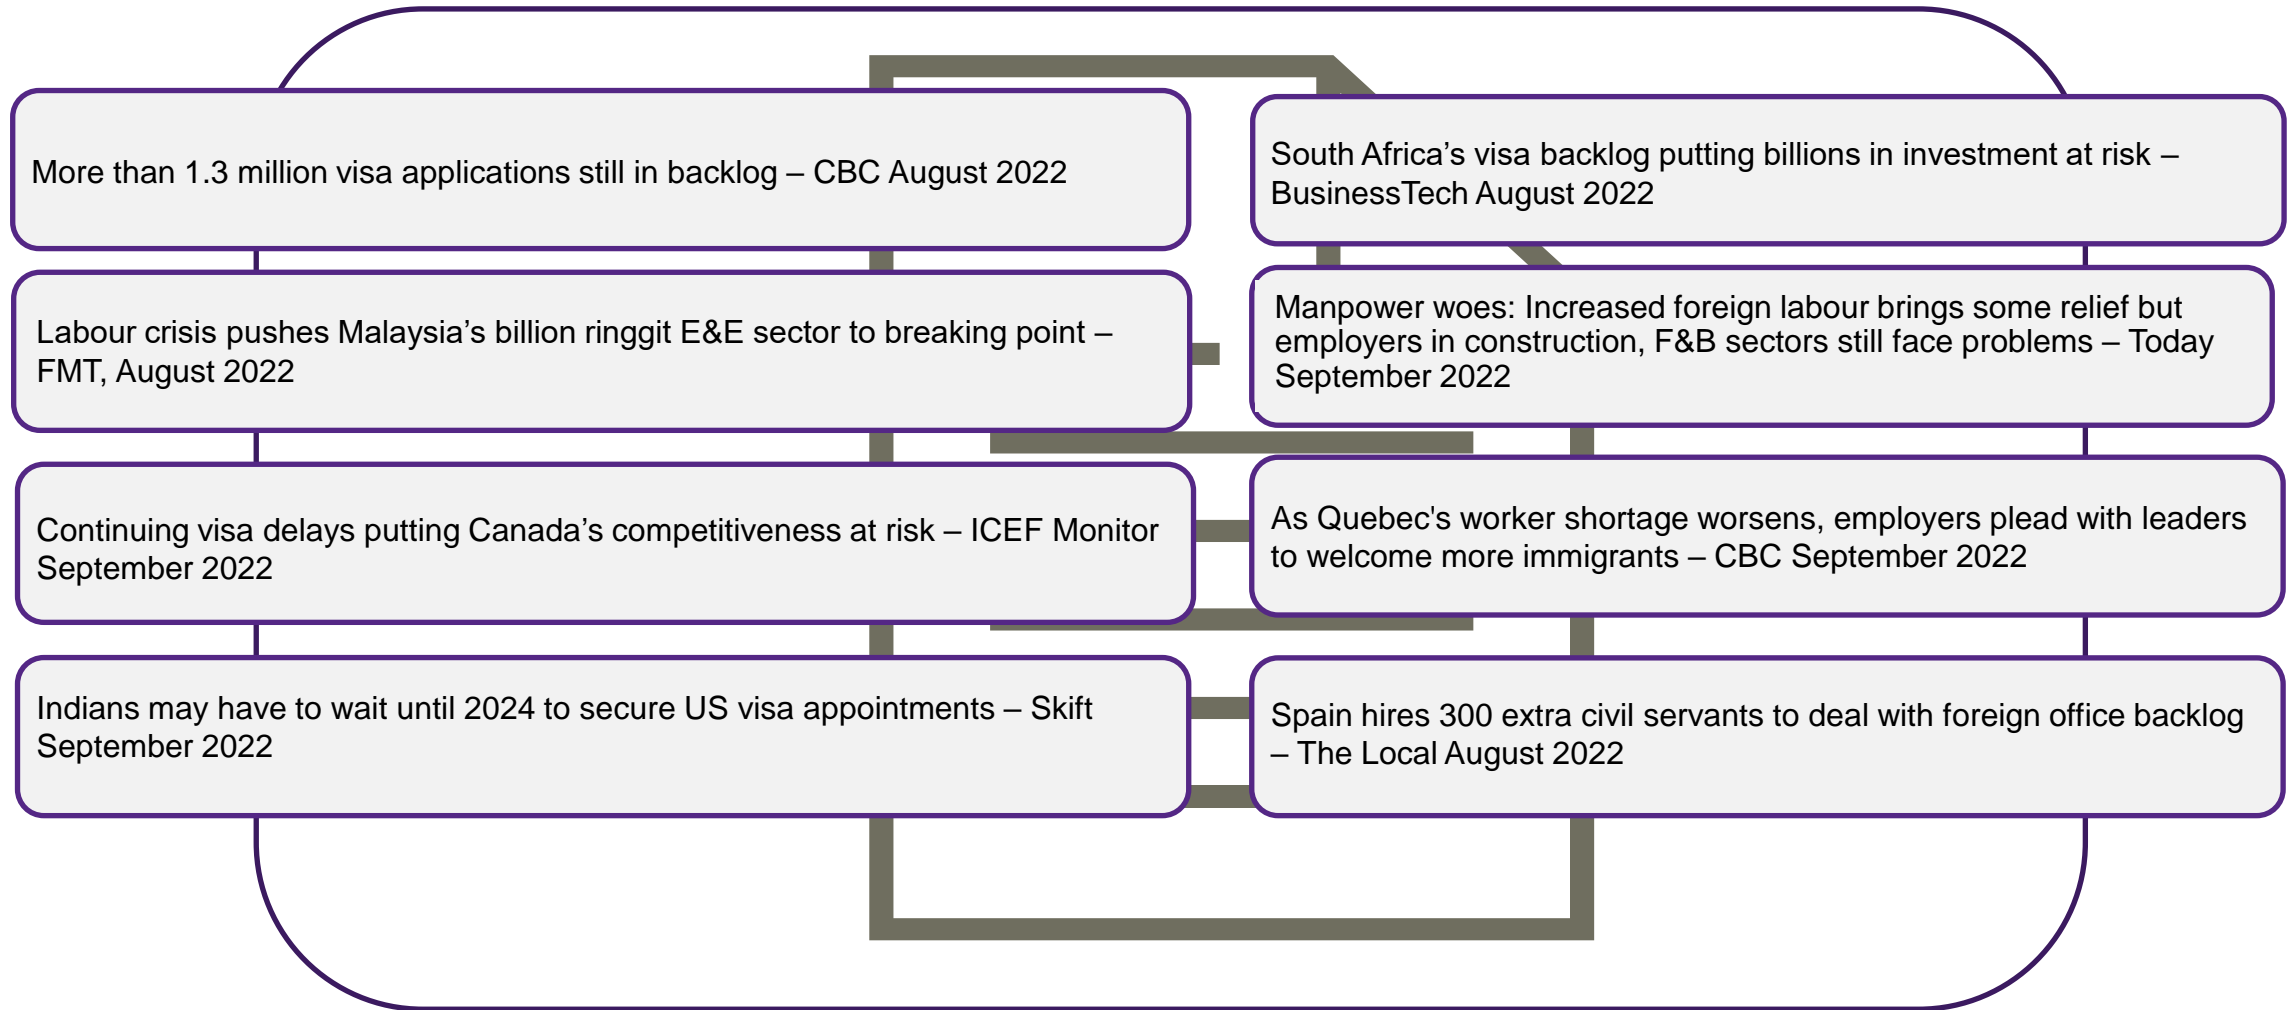 More than 1.3 million visa applications still in backlog – CBC August 2022
Labour crisis pushes Malaysia’s billion ringgit E&E sector to breaking point –
FMT, August 2022
Continuing visa delays putting Canada’s competitiveness at risk – ICEF Monitor
September 2022
Indians may have to wait until 2024 to secure US visa appointments – Skift
September 2022
South Africa’s visa backlog putting billions in investment at risk –
BusinessTech August 2022
Manpower woes: Increased foreign labour brings some relief but
employers in construction, F&B sectors still face problems – Today
September 2022
As Quebec's worker shortage worsens, employers plead with leaders
to welcome more immigrants – CBC September 2022
Spain hires 300 extra civil servants to deal with foreign office backlog
– The Local August 2022